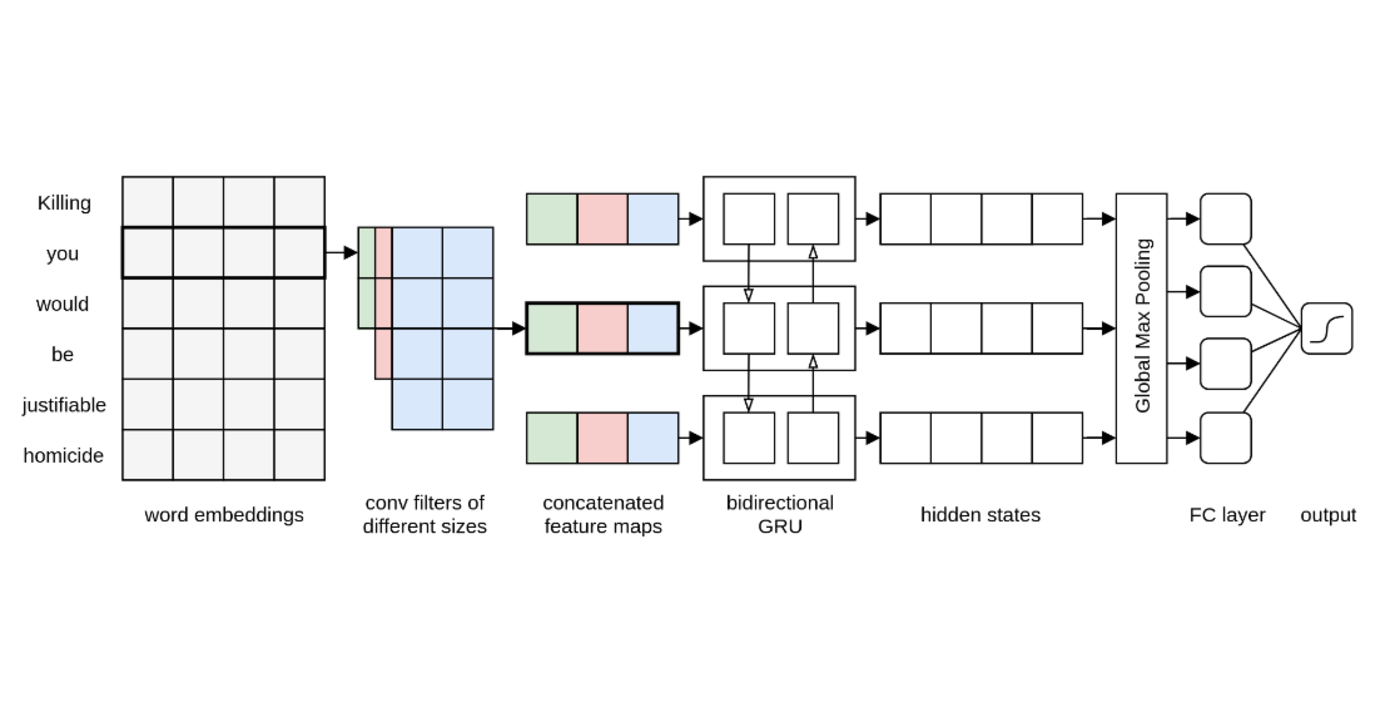 Killing
you
would
be
justifiable
homicide
word embeddings
conv filters of
different sizes
concatenated
feature maps
bidirectional
GRU
hidden states
Global Max Pooling
FC layer
output